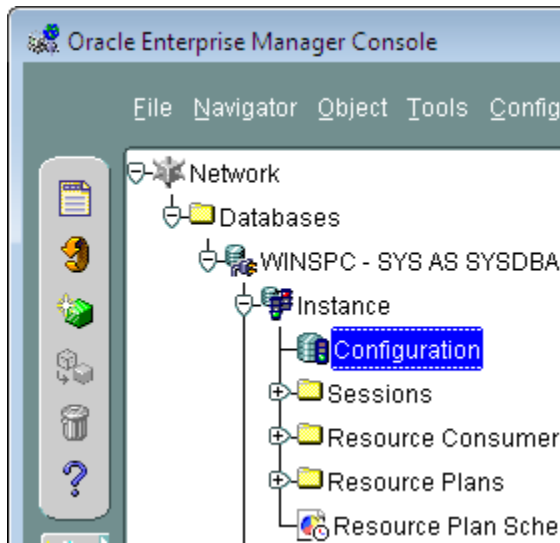 Oracle Enterprise Manager Console
File Navigator Object Tools Config
Network
Databases
WINSPC - SYS AS SYSDBA
Instance
Configuration
Sessions
Resource Consumer
Resource Plans
Resource Plan Sche
?